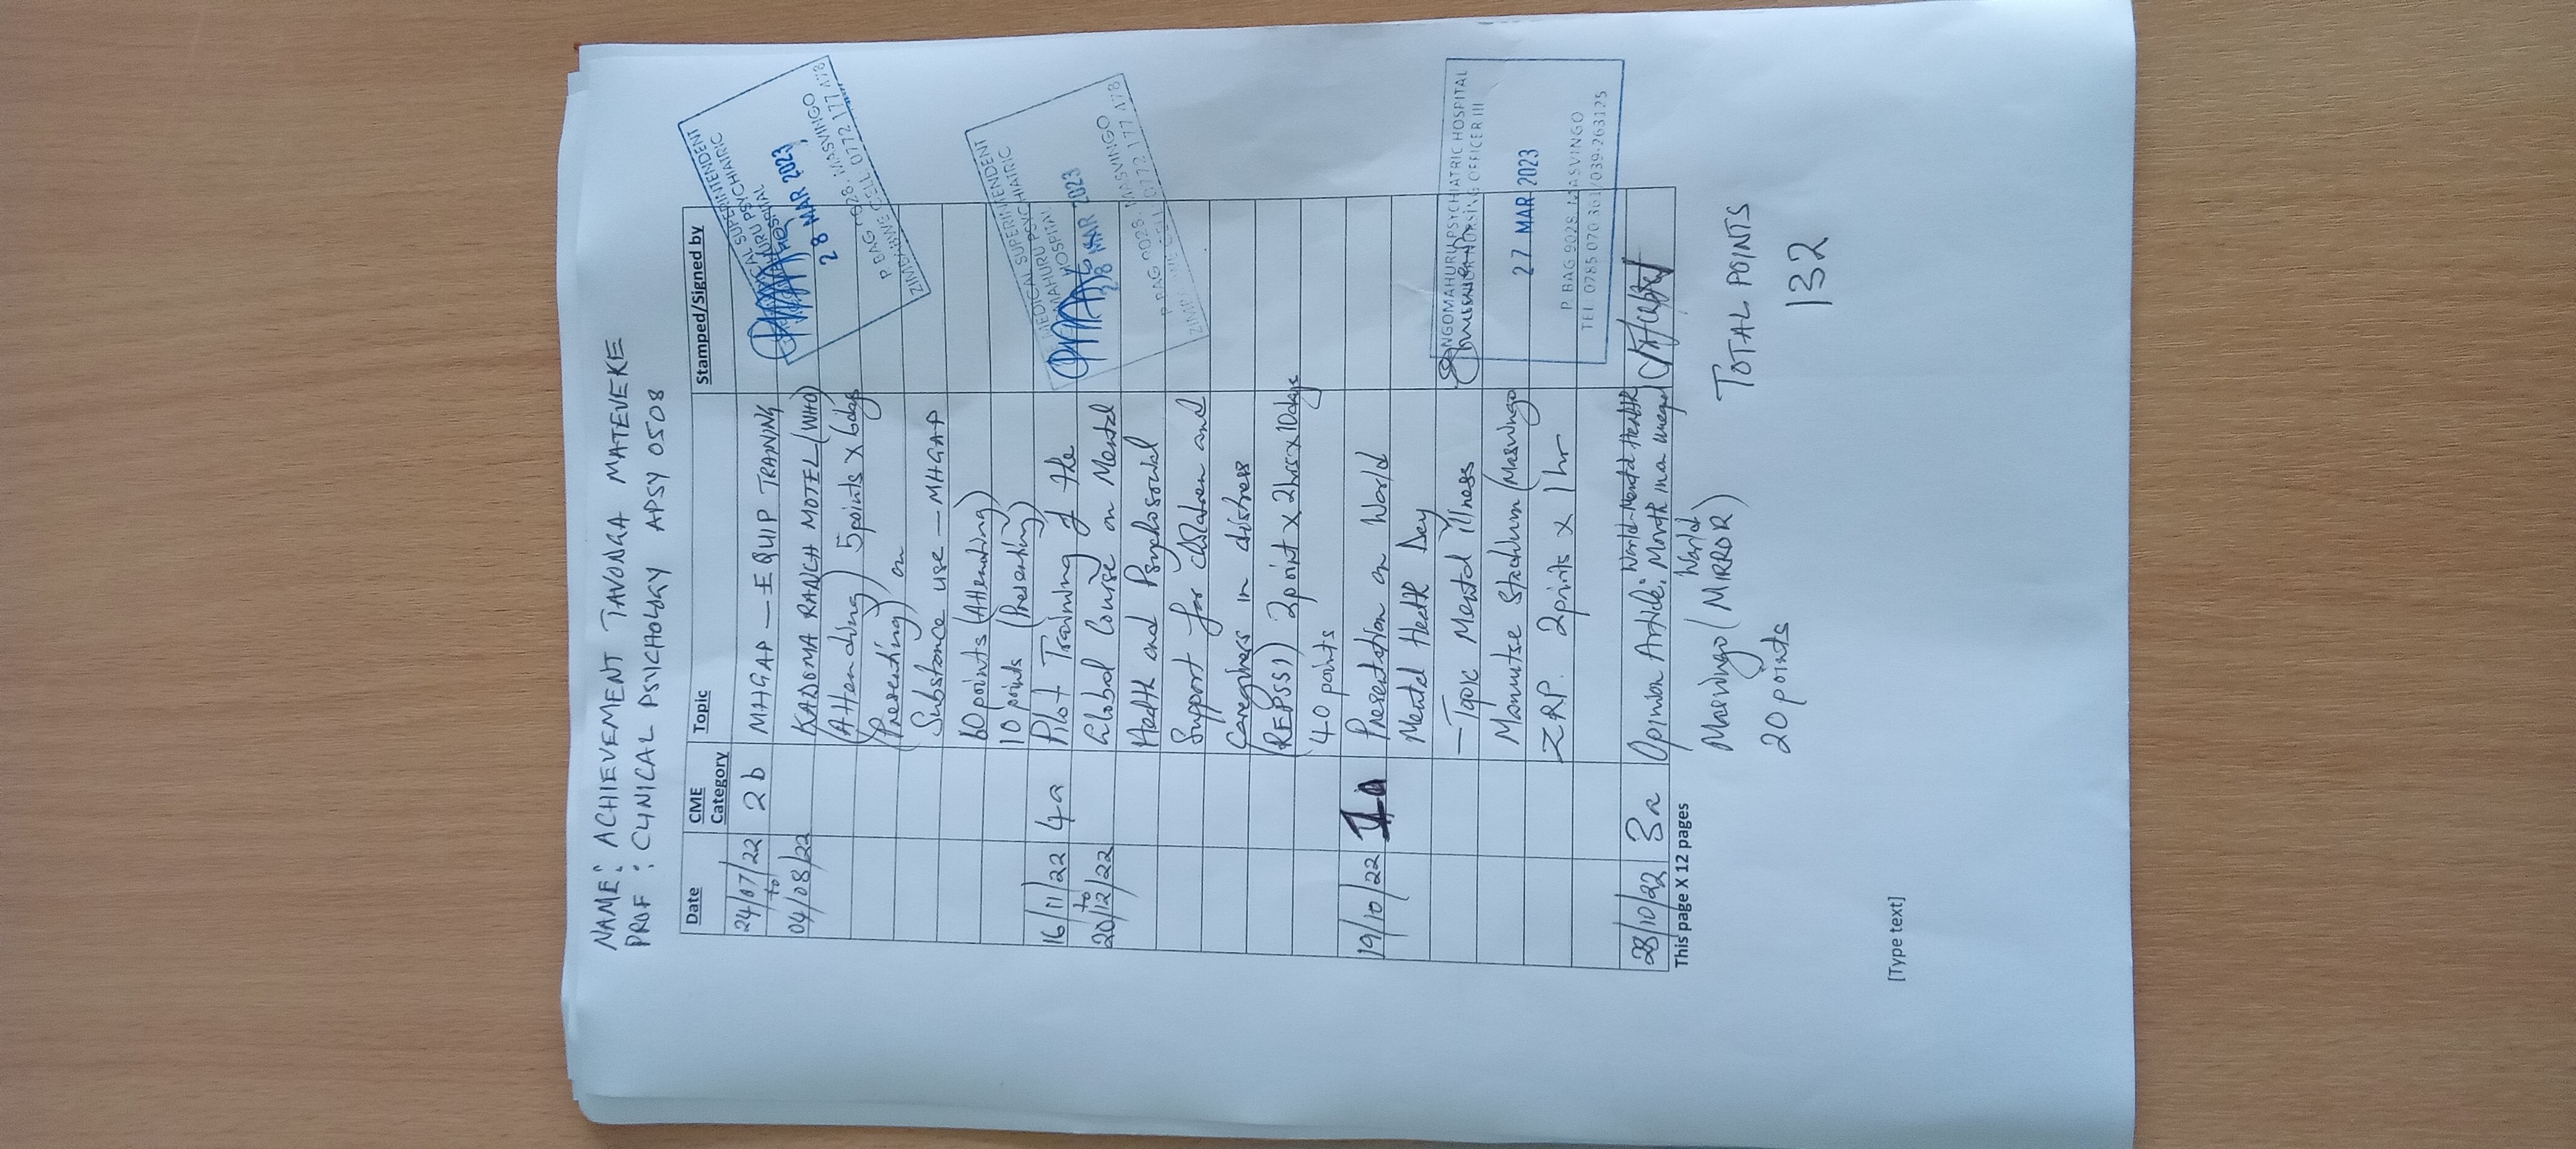 NAME: ACHIEVEMENT TAVONGA MATEVEKE
PROF : CLINICAL PSYCHOLOGY APSY 0508
Date CME Category Topic Stamped/Signed by
24/07/22 2b MHGAP — EQUIP TRAINING
to
04/08/22 KADOMA RANCH MOTEL (WHO)
(Attending) 5points x 6days
(Presenting) on
Substance use — MHGAP
60 points (Attending)
10 points (Presenting)
MEDICAL SUPERINTENDENT
NGOMAHURU PSYCHIATRIC
HOSPITAL
28 MAR 2023
P. BAG 9028, MASVINGO
ZIMBABWE CELL: 0772 177 478
16/11/22 4a Pilot Training of the
to
20/12/22 Global Course on Mental
Health and Psychosocial
Support for children and
Caregivers in distress
(REPSSI) 2point x 2hrs x 10days
40 points
MEDICAL SUPERINTENDENT
NGOMAHURU PSYCHIATRIC
HOSPITAL
28 MAR 2023
P. BAG 9028, MASVINGO
ZIMBABWE CELL: 0772 177 478
19/10/22 1a Presentation on World
Mental Health Day
— Topic Mental illness
Mamutse Stadium (Masvingo
ZRP. 2points x 1hr
NGOMAHURU PSYCHIATRIC HOSPITAL
NURSING OFFICER III
27 MAR 2023
P. BAG 9028, MASVINGO
TEL: 0785 070 361/039-263125
28/10/22 3a Opinion Article: World Mental Health
Month in an unequal
World
This page X 12 pages
Masvingo (MIRROR)
20 points
TOTAL POINTS
132
[Type text]